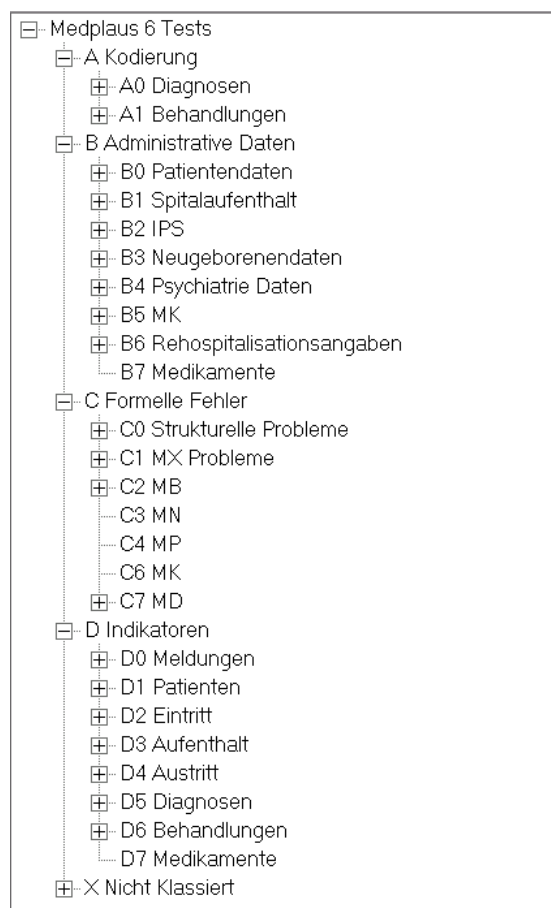 Medplaus 6 Tests
A Kodierung
A0 Diagnosen
A1 Behandlungen
B Administrative Daten
B0 Patientendaten
B1 Spitalaufenthalt
B2 IPS
B3 Neugeborenendaten
B4 Psychiatrie Daten
B5 MK
B6 Rehospitalisationsangaben
B7 Medikamente
C Formelle Fehler
C0 Strukturelle Probleme
C1 MX Probleme
C2 MB
C3 MN
C4 MP
C6 MK
C7 MD
D Indikatoren
D0 Meldungen
D1 Patienten
D2 Eintritt
D3 Aufenthalt
D4 Austritt
D5 Diagnosen
D6 Behandlungen
D7 Medikamente
X Nicht Klassiert